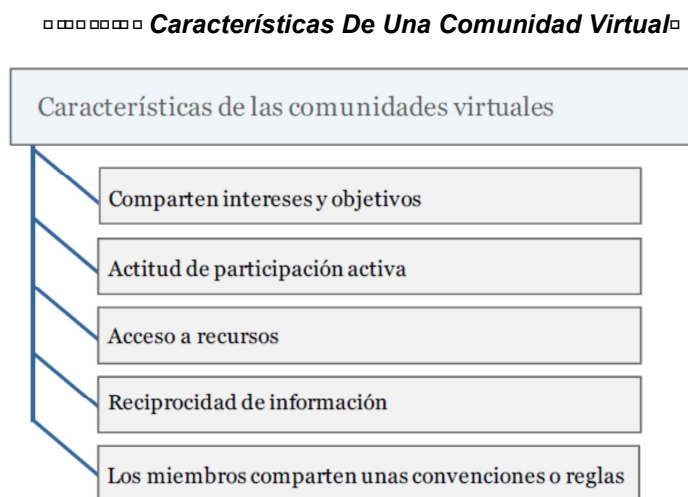 Características De Una Comunidad Virtual
Características de las comunidades virtuales
Comparten intereses y objetivos
Actitud de participación activa
Acceso a recursos
Reciprocidad de información
Los miembros comparten unas convenciones o reglas